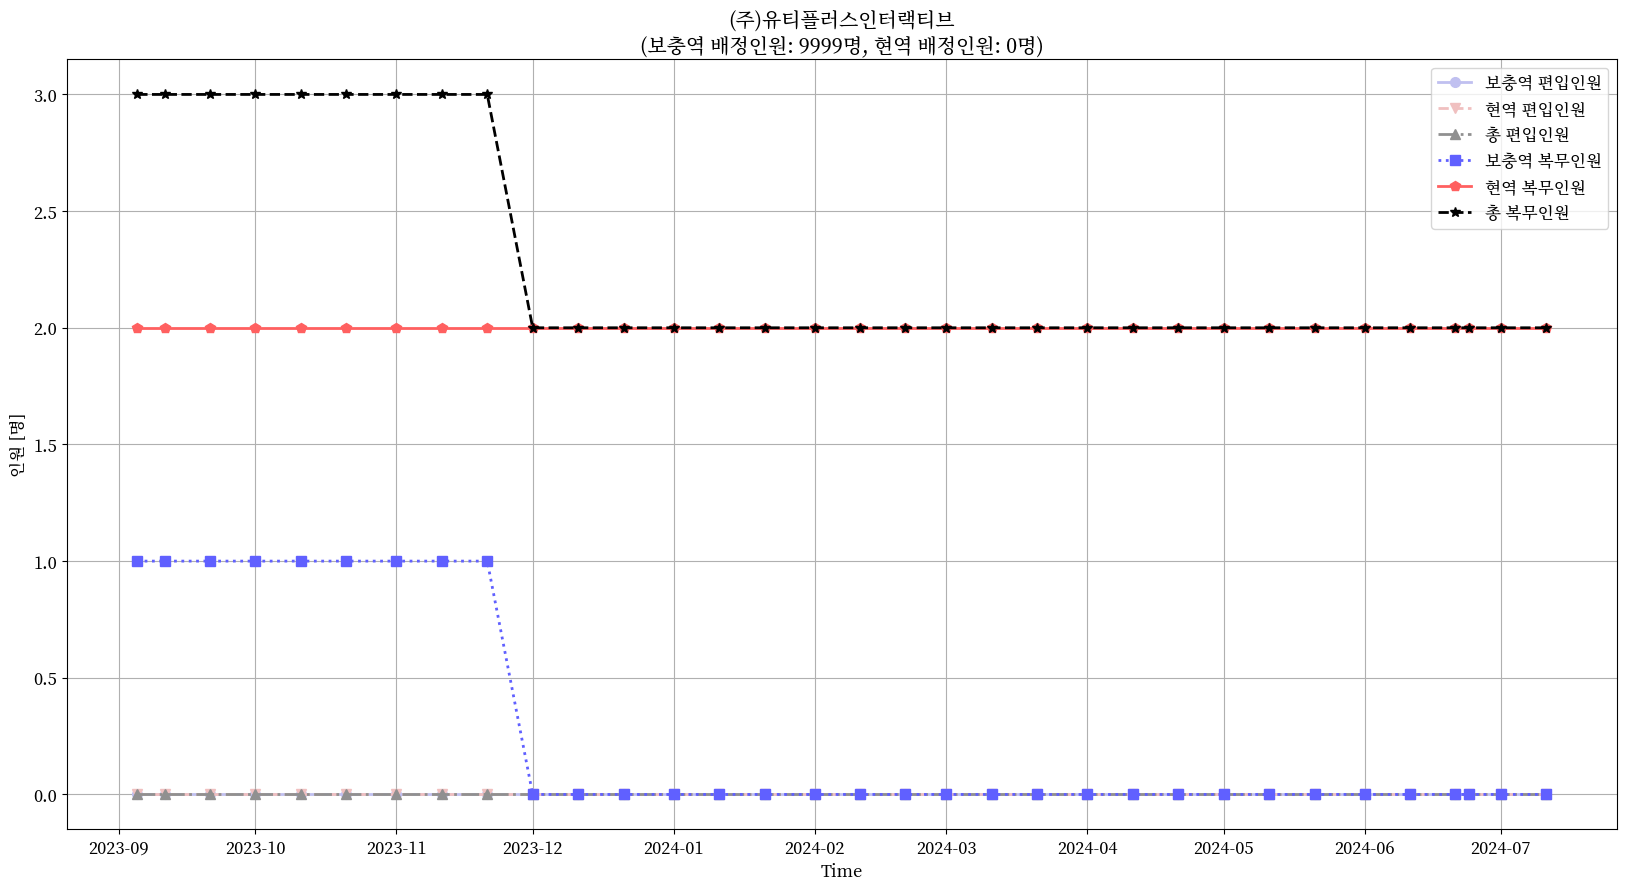 (주)유티플러스인터랙티브
(보충역 배정인원: 9999명, 현역 배정인원: 0명)
보충역 편입인원
현역 편입인원
총 편입인원
보충역 복무인원
현역 복무인원
총 복무인원
인원 [명]
3.0
2.5
2.0
1.5
1.0
0.5
0.0
2023-09 2023-10 2023-11 2023-12 2024-01 2024-02 2024-03 2024-04 2024-05 2024-06 2024-07
Time